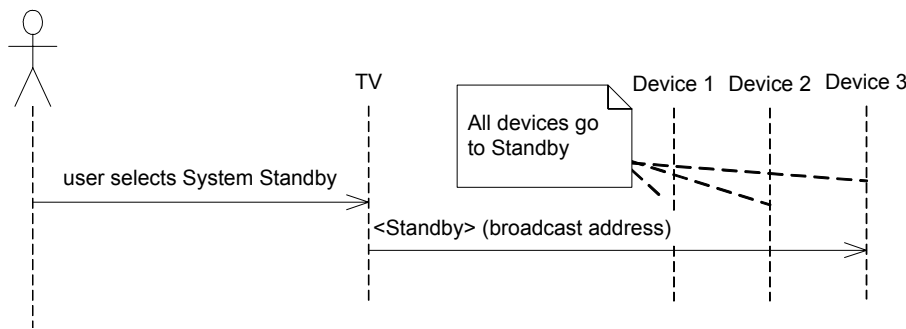 TV
Device 1
Device 2
Device 3
All devices go
to Standby
user selects System Standby
<Standby> (broadcast address)